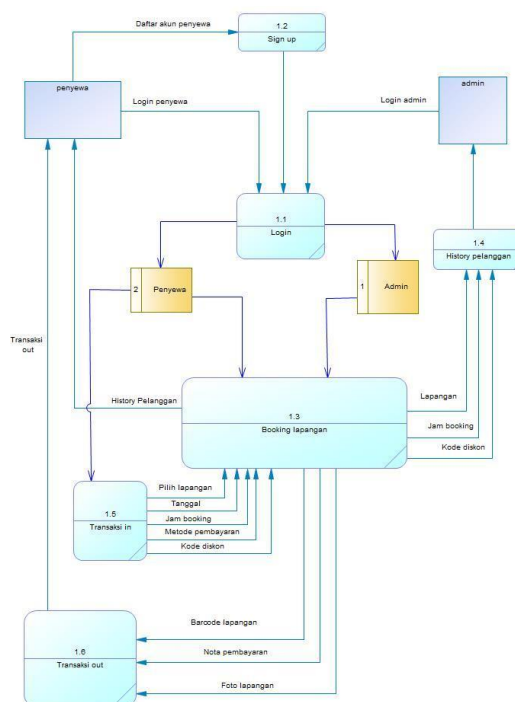 Daftar akun penyewa
1.2
Sign up
penyewa
admin
Login penyewa
Login admin
1.1
Login
1.4
History pelanggan
2
Penyewa
1
Admin
Transaksi
out
History Pelanggan
1.3
Booking lapangan
Lapangan
Jam booking
Kode diskon
1.5
Transaksi in
Pilih lapangan
Tanggal
Jam booking
Metode pembayaran
Kode diskon
Barcode lapangan
1.6
Transaksi out
Nota pembayaran
Foto lapangan